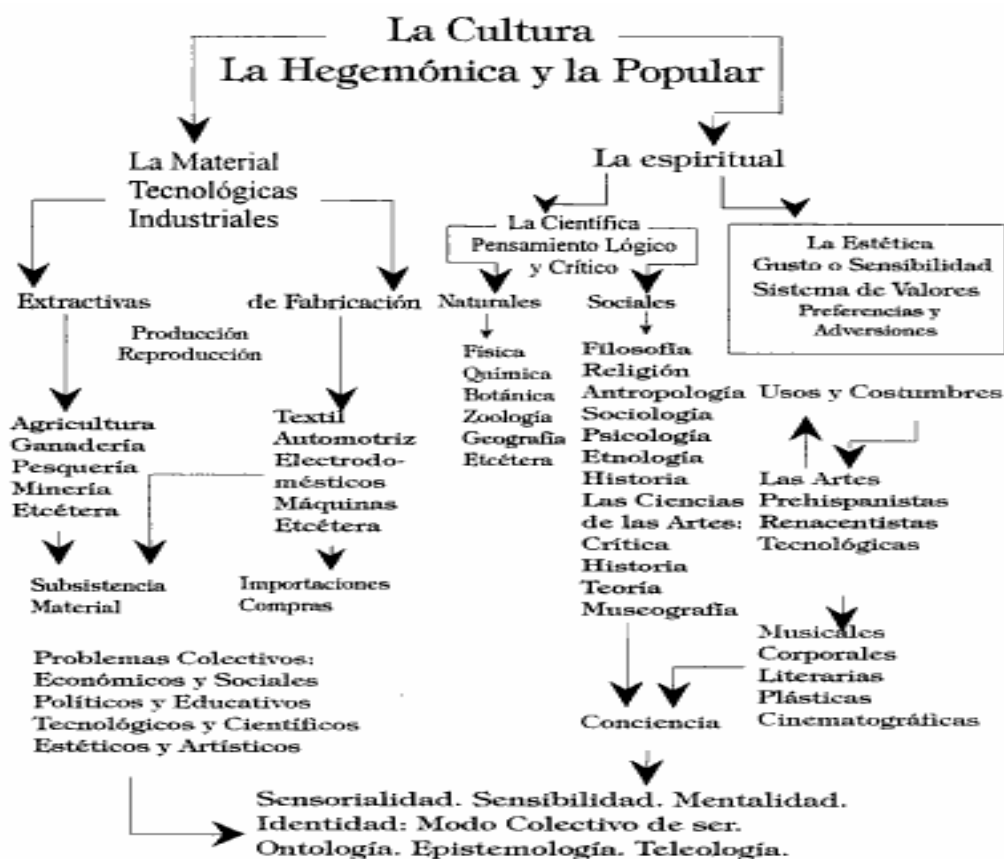 La Cultura
La Hegemónica y la Popular
La Material
Tecnológicas
Industriales
La espiritual
La Científica
Pensamiento Lógico
y Crítico
La Estética
Gusto o Sensibilidad
Sistema de Valores
Preferencias y
Adversiones
Extractivas
de Fabricación
Naturales
Sociales
Producción
Reproducción
Agricultura
Ganadería
Pesquería
Minería
Etcétera
Textil
Automotriz
Electrodo-
mésticos
Máquinas
Etcétera
Física
Química
Botánica
Zoología
Geografía
Etcétera
Filosofía
Religión
Antropología
Sociología
Psicología
Etnología
Historia
Las Ciencias
de las Artes:
Crítica
Historia
Teoría
Museografía
Usos y Costumbres
Las Artes
Prehispanistas
Renacentistas
Tecnológicas
Subsistencia
Material
Importaciones
Compras
Musicales
Corporales
Literarias
Plásticas
Cinematográficas
Problemas Colectivos:
Económicos y Sociales
Políticos y Educativos
Tecnológicos y Científicos
Estéticos y Artísticos
Conciencia
Sensorialidad. Sensibilidad. Mentalidad.
Identidad: Modo Colectivo de ser.
Ontología. Epistemología. Teleología.